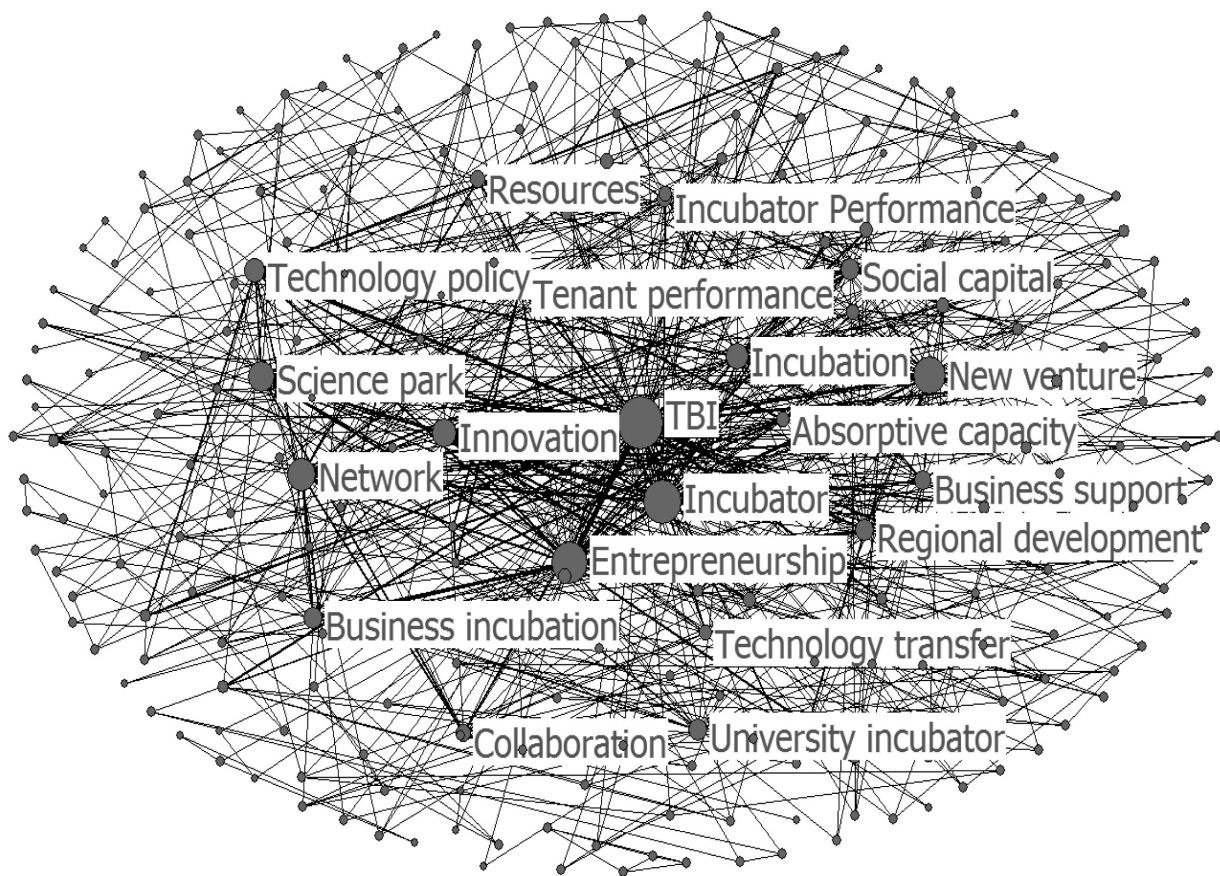 Resources
Incubator Performance
Technology policy
Tenant performance
Social capital
Incubation
New venture
Science park
TBI
Innovation
Absorptive capacity
Network
Incubator
Business support
Regional development
Entrepreneurship
Business incubation
Technology transfer
Collaboration
University incubator